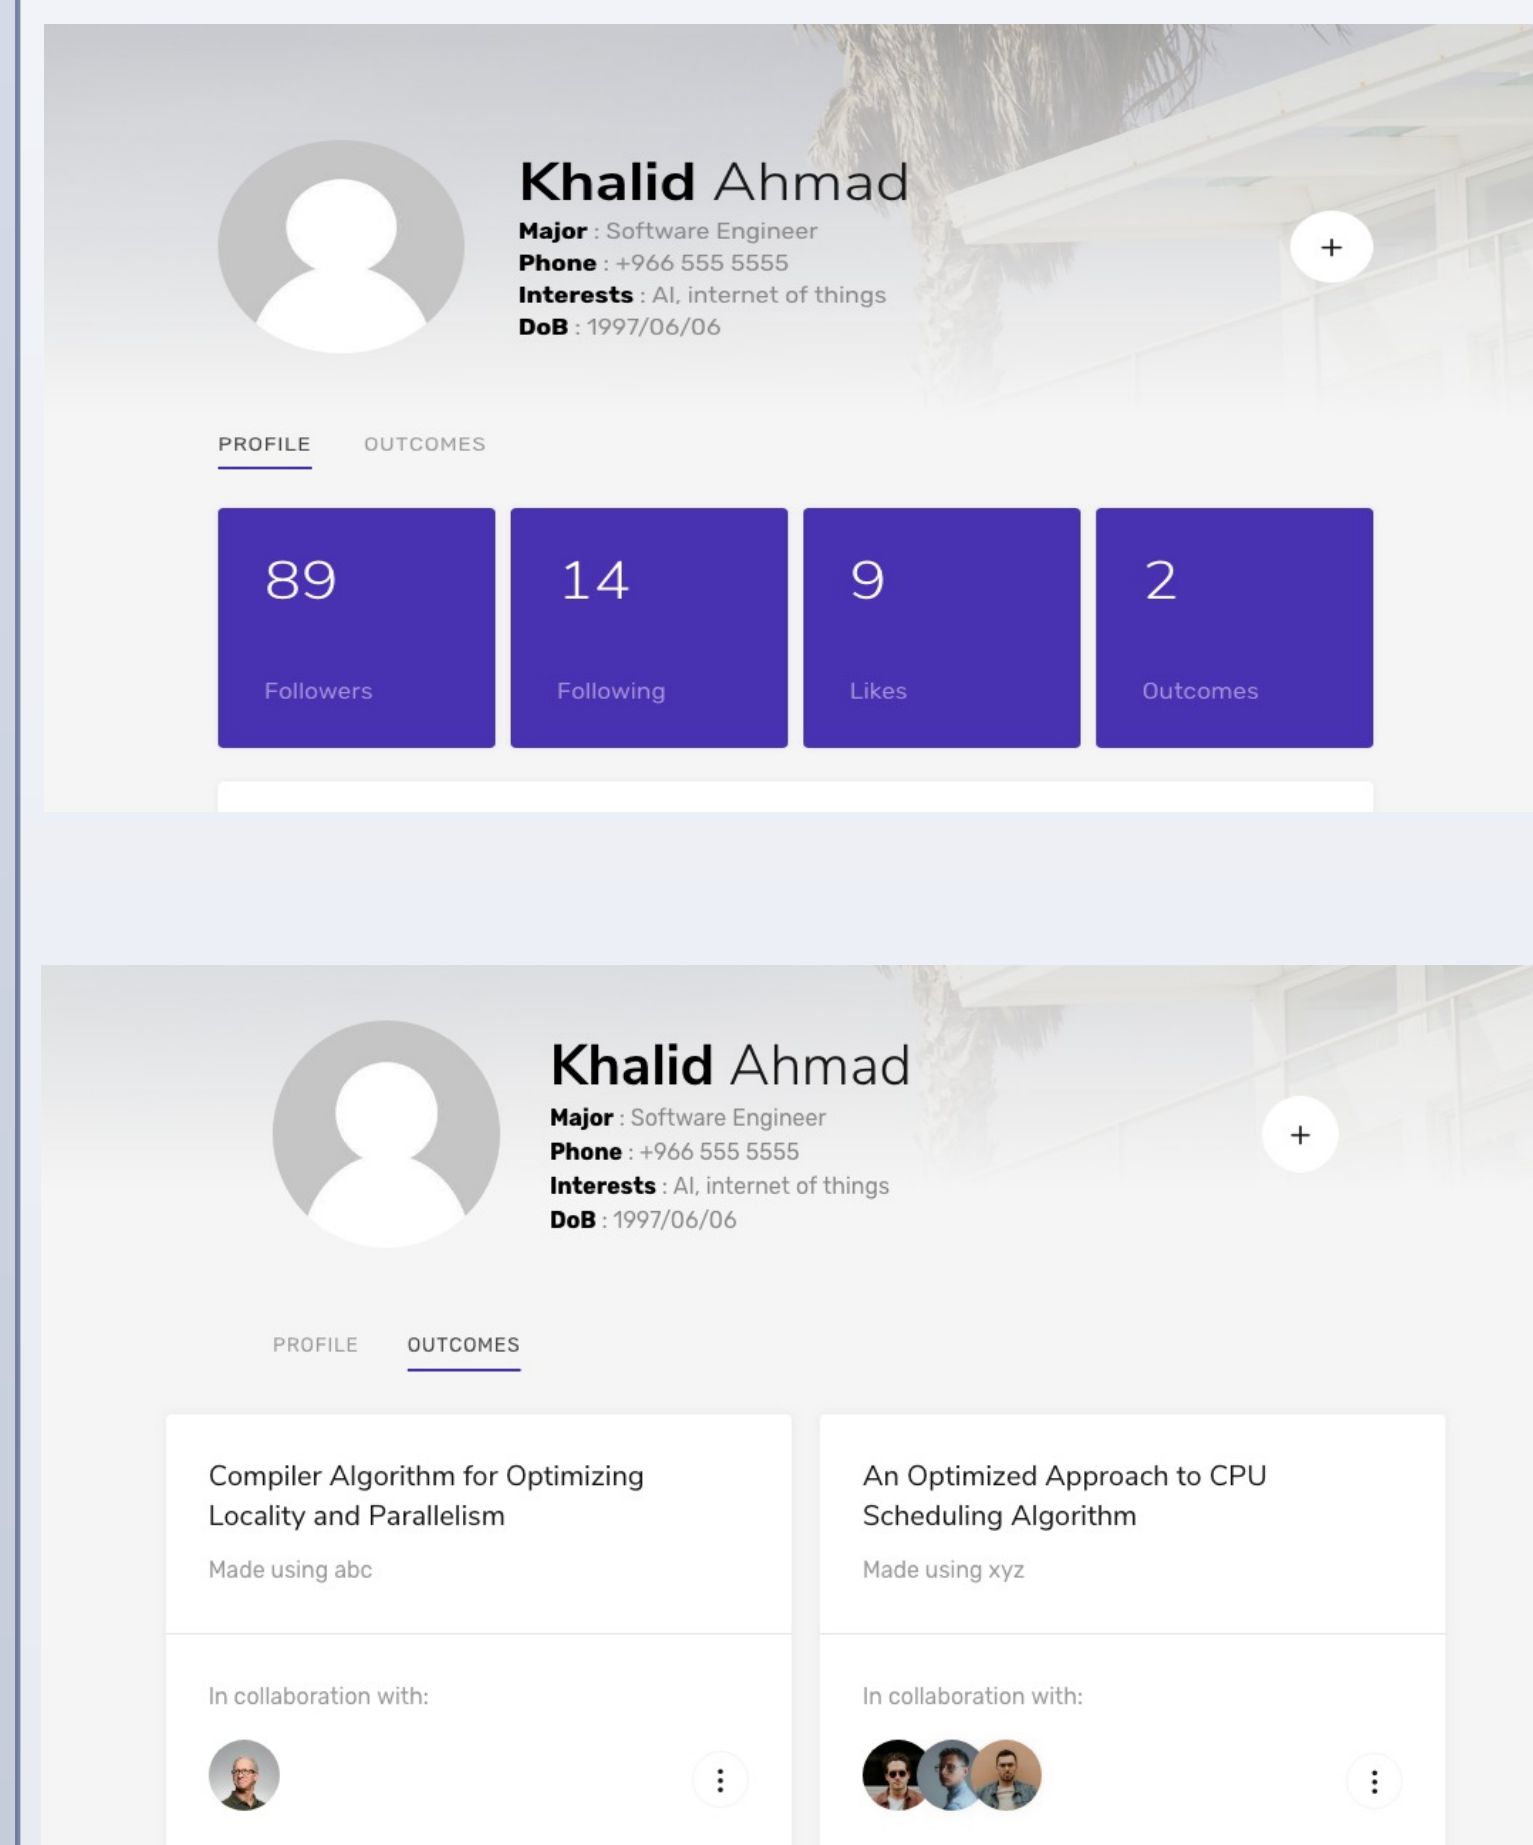 Khalid Ahmad
Major : Software Engineer
Phone : +966 555 5555
Interests : AI, internet of things
DoB : 1997/06/06
PROFILE OUTCOMES
89 14 9 2
Followers Following Likes Outcomes
Khalid Ahmad
Major : Software Engineer
Phone : +966 555 5555
Interests : AI, internet of things
DoB : 1997/06/06
PROFILE OUTCOMES
Compiler Algorithm for Optimizing
Locality and Parallelism
Made using abc
In collaboration with:
An Optimized Approach to CPU
Scheduling Algorithm
Made using xyz
In collaboration with: